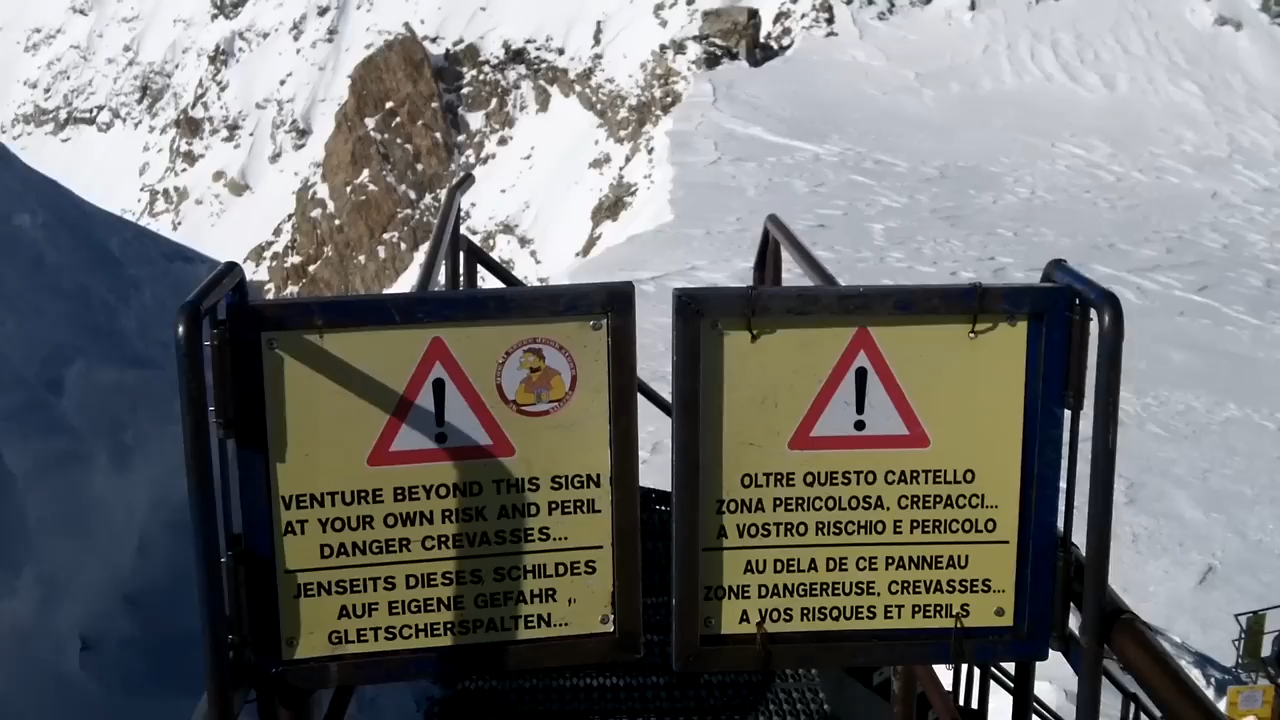 VENTURE BEYOND THIS SIGN
AT YOUR OWN RISK AND PERIL
DANGER CREVASSES...
JENSEITS DIESES SCHILDES
AUF EIGENE GEFAHR
GLETSCHERSPALTEN...
OLTRE QUESTO CARTELLO
ZONA PERICOLOSA, CREPACCI...
A VOSTRO RISCHIO E PERICOLO
AU DELA DE CE PANNEAU
ZONE DANGEREUSE, CREVASSES...
A VOS RISQUES ET PERILS